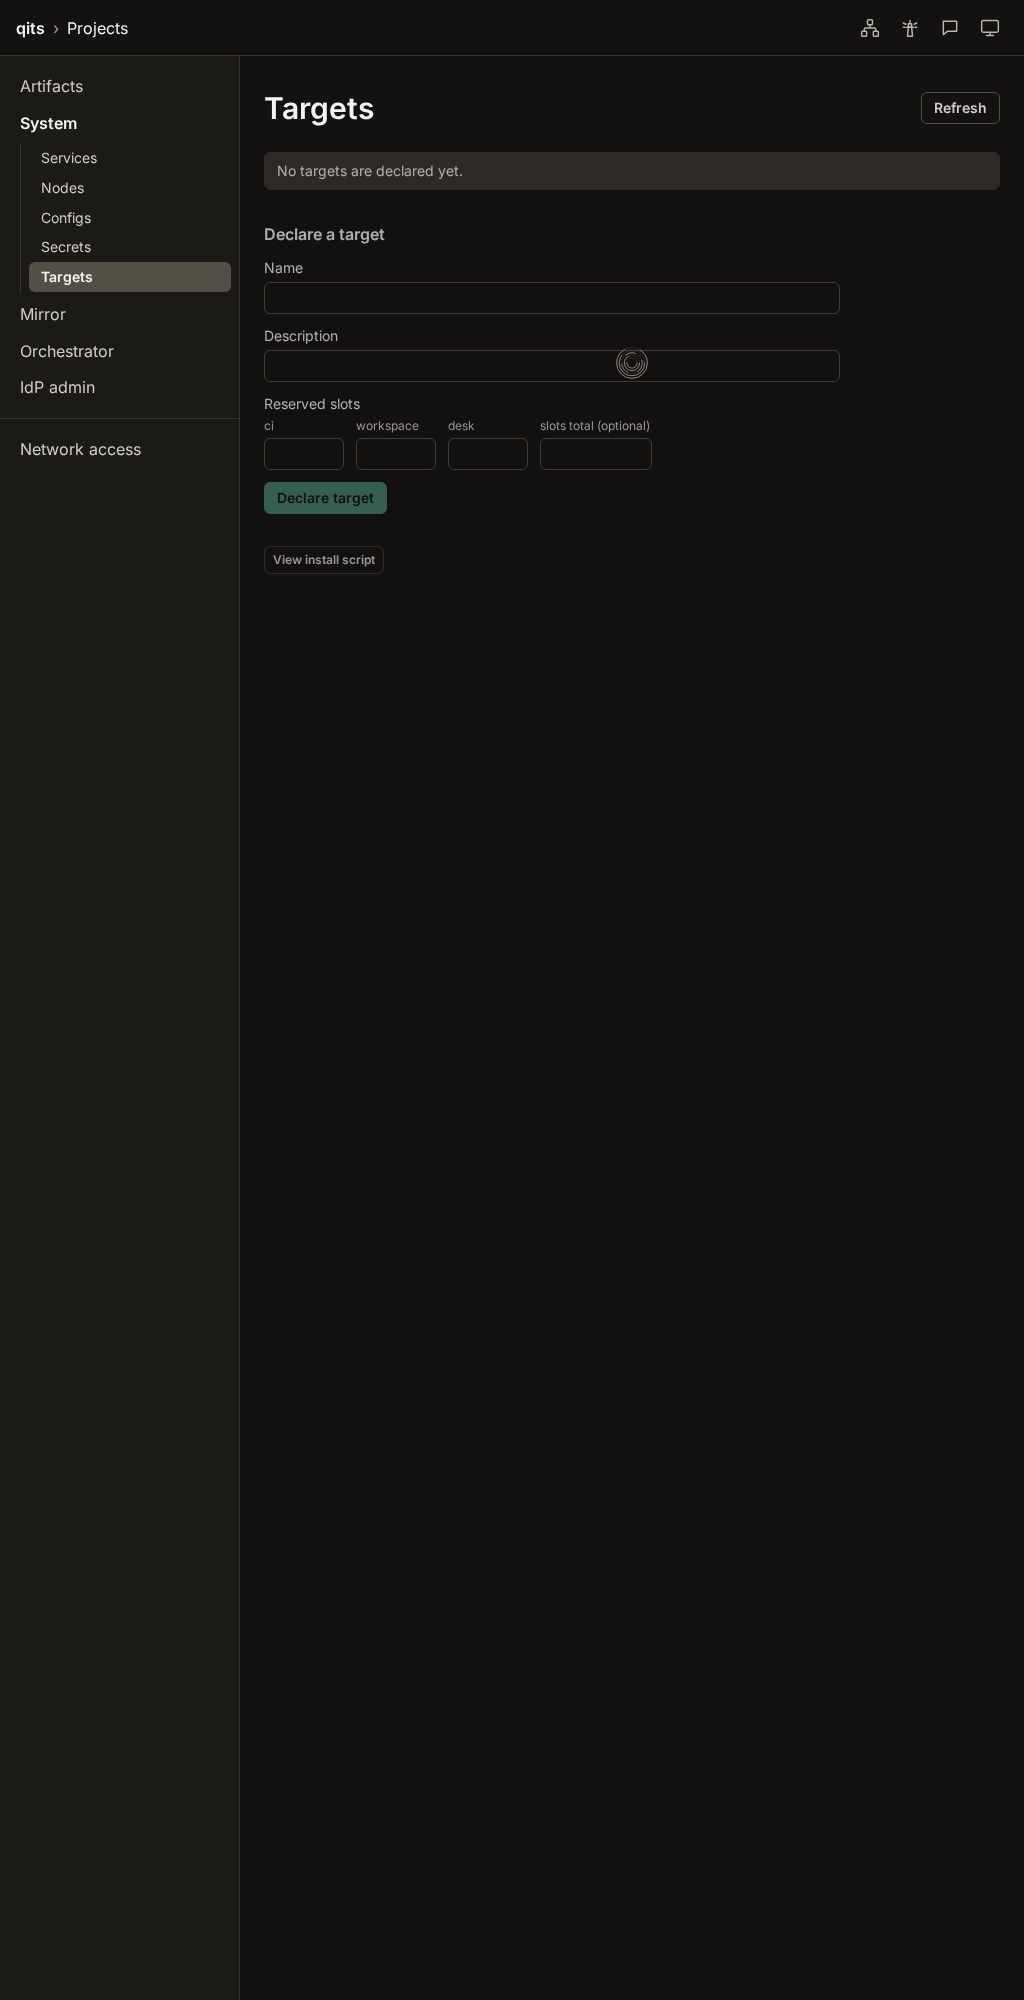 qits › Projects
Artifacts
System
Services
Nodes
Configs
Secrets
Targets
Mirror
Orchestrator
IdP admin
Network access
Targets
Refresh
No targets are declared yet.
Declare a target
Name
Description
Reserved slots
ci workspace desk slots total (optional)
Declare target
View install script